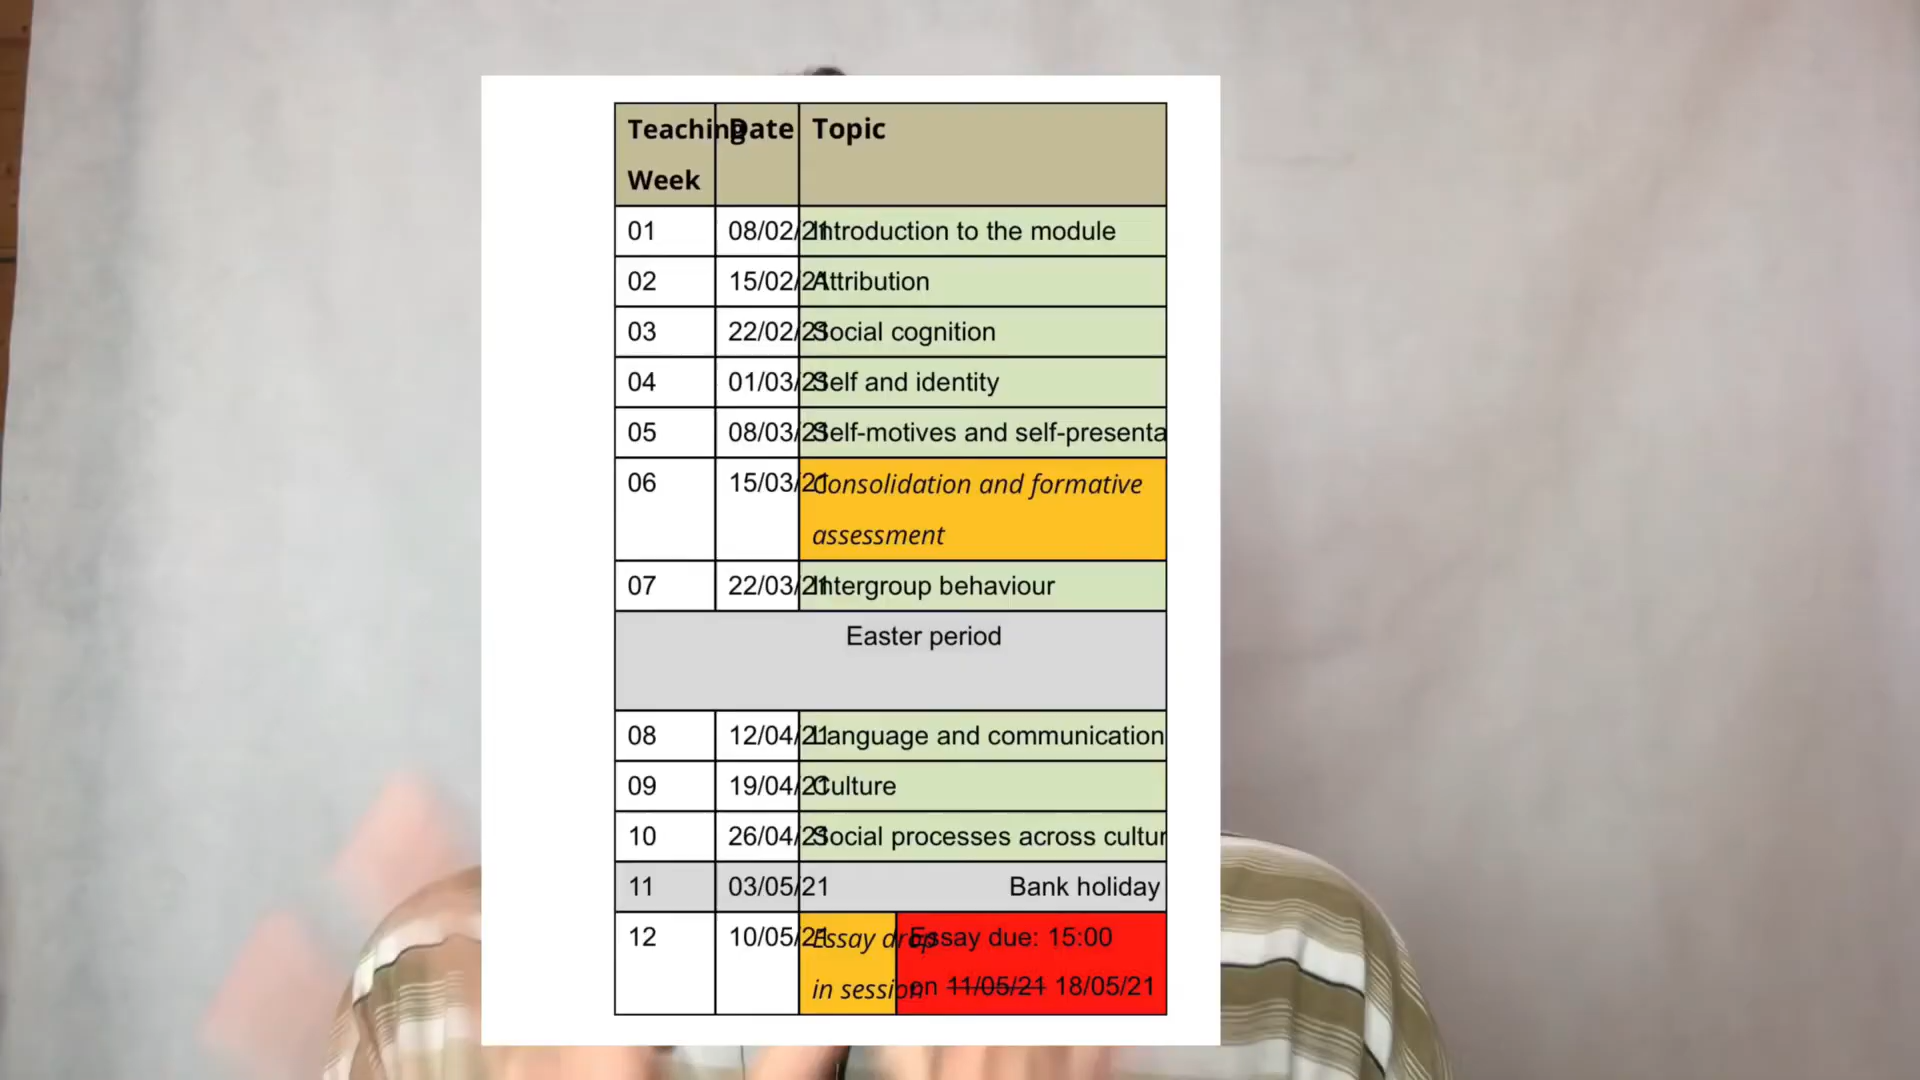 Teaching Date Topic
Week
01 08/02/21 Introduction to the module
02 15/02/21 Attribution
03 22/02/21 Social cognition
04 01/03/21 Self and identity
05 08/03/21 Self-motives and self-presenta
06 15/03/21 Consolidation and formative
assessment
07 22/03/21 Intergroup behaviour
Easter period
08 12/04/21 Language and communication
09 19/04/21 Culture
10 26/04/21 Social processes across cultur
11 03/05/21 Bank holiday
12 10/05/21 Essay drop Essay due: 15:00
in session on 11/05/21 18/05/21